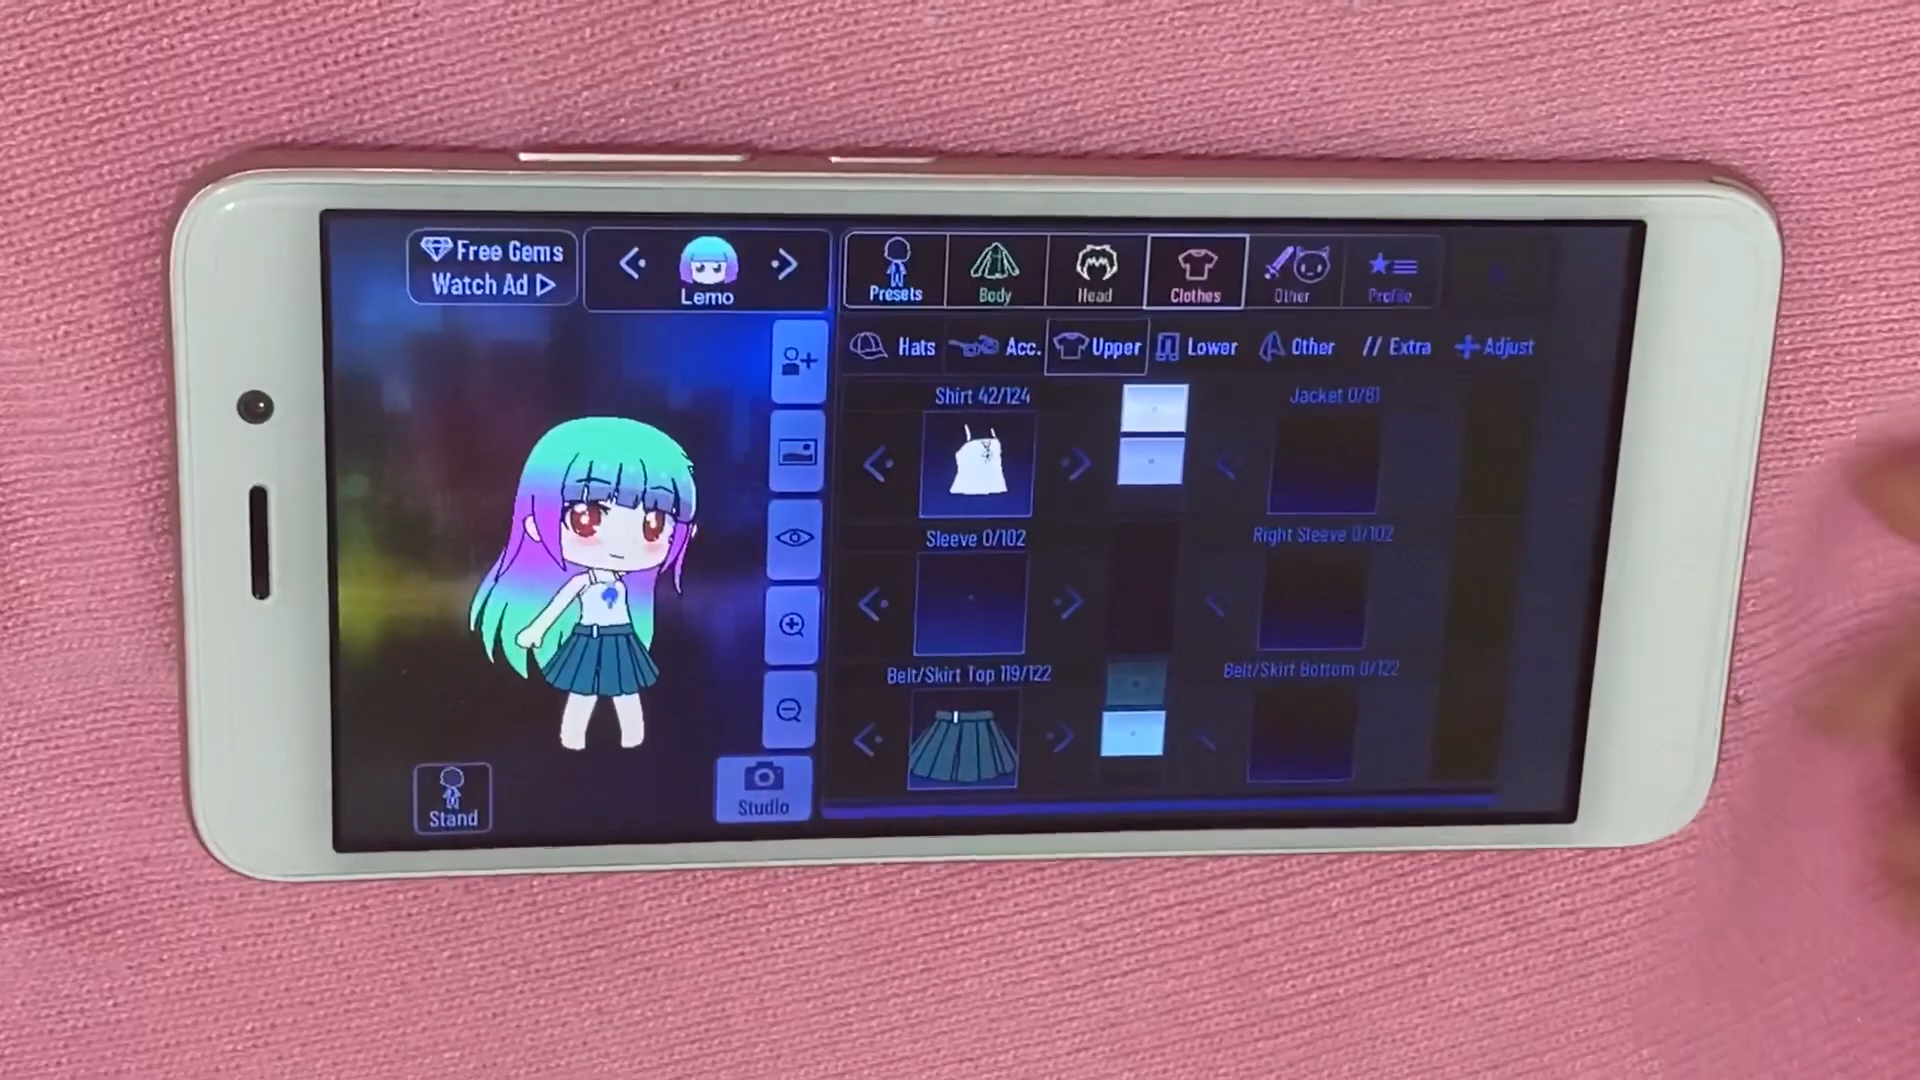 Free Gems
Watch Ad
Lemo
Presets
Body
Head
Clothes
Other
Profile
Hats
Acc.
Upper
Lower
Other
Extra
Adjust
Shirt 42/124
Jacket 0/81
Sleeve 0/102
Right Sleeve 0/102
Belt/Skirt Top 119/122
Belt/Skirt Bottom 0/122
Stand
Studio